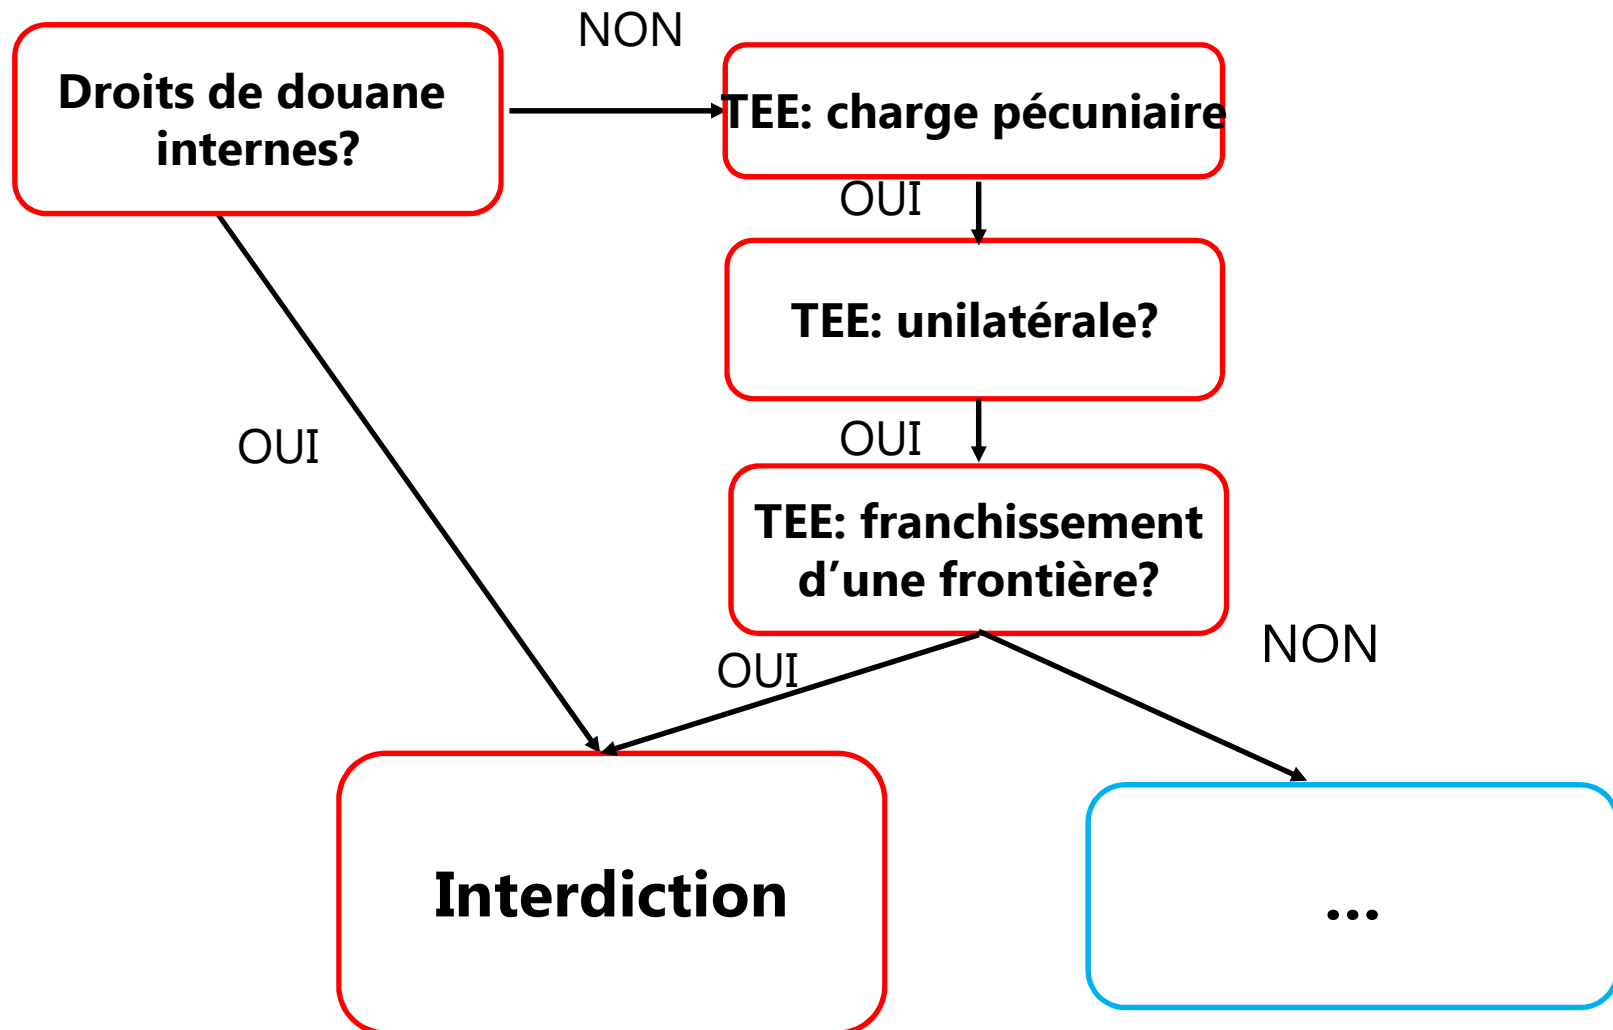 NON
Droits de douane
internes?
TEE: charge pécuniaire
OUI
TEE: unilatérale?
OUI
OUI
TEE: franchissement
d’une frontière?
NON
OUI
Interdiction
...